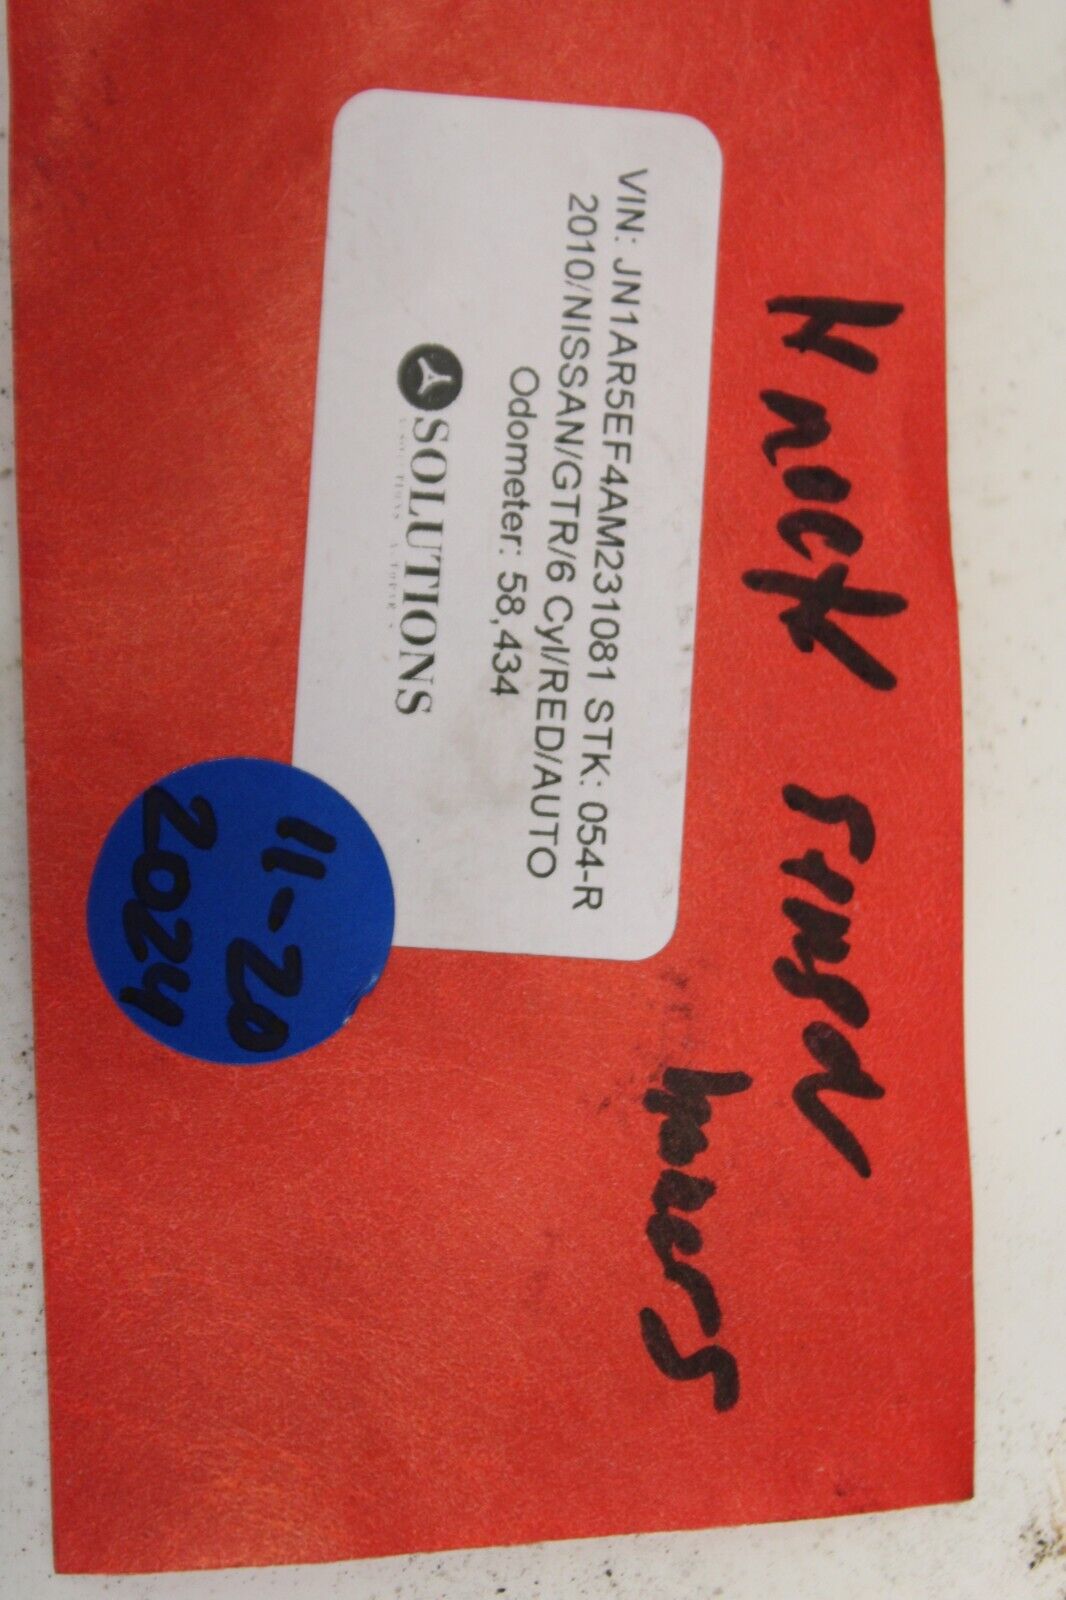 Knock sensor
harness
VIN: JN1AR5EF4AM231081 STK: 054-R
2010/NISSAN/GTR/6 Cyl/RED/AUTO
Odometer: 58,434
SOLUTIONS
11-20
2024